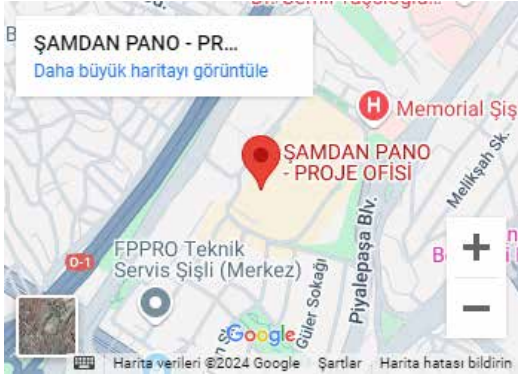 ŞAMDAN PANO - PR...
Daha büyük haritayı görüntüle
H
Memorial Şiş
ŞAMDAN PANO
- PROJE OFİSİ
Melikşah Sk.
Piyalepaşa Blv.
O-1
FPPRO Teknik
Servis Şişli (Merkez)
Güler Sokağı
Google
Harita verileri ©2024 Google
Şartlar
Harita hatası bildirin